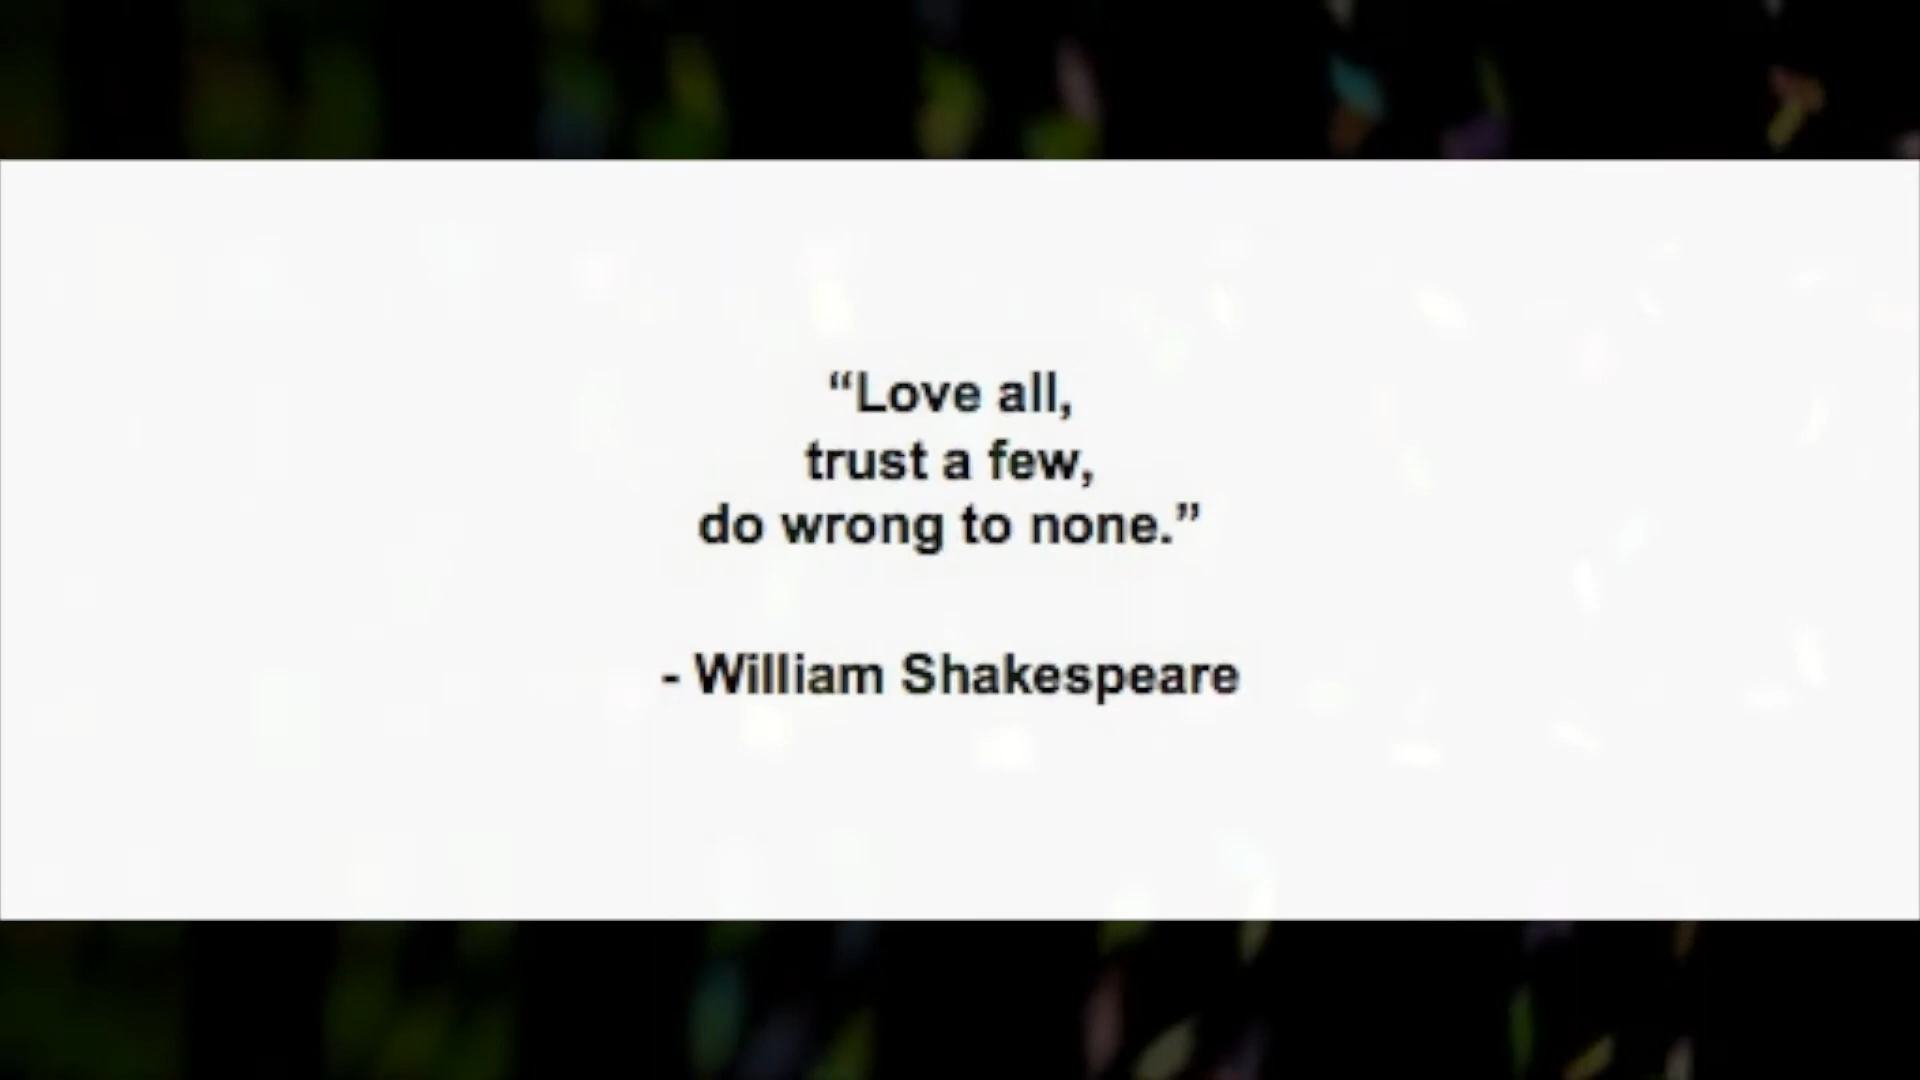 “Love all,
trust a few,
do wrong to none.”
- William Shakespeare